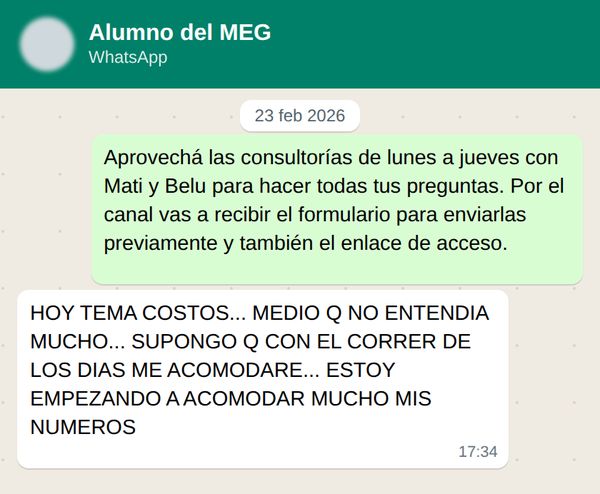 Alumno del MEG
WhatsApp
23 feb 2026
Aprovechá las consultorías de lunes a jueves con
Mati y Belu para hacer todas tus preguntas. Por el
canal vas a recibir el formulario para enviarlas
previamente y también el enlace de acceso.
HOY TEMA COSTOS... MEDIO Q NO ENTENDIA
MUCHO... SUPONGO Q CON EL CORRER DE
LOS DIAS ME ACOMODARE... ESTOY
EMPEZANDO A ACOMODAR MUCHO MIS
NUMEROS
17:34